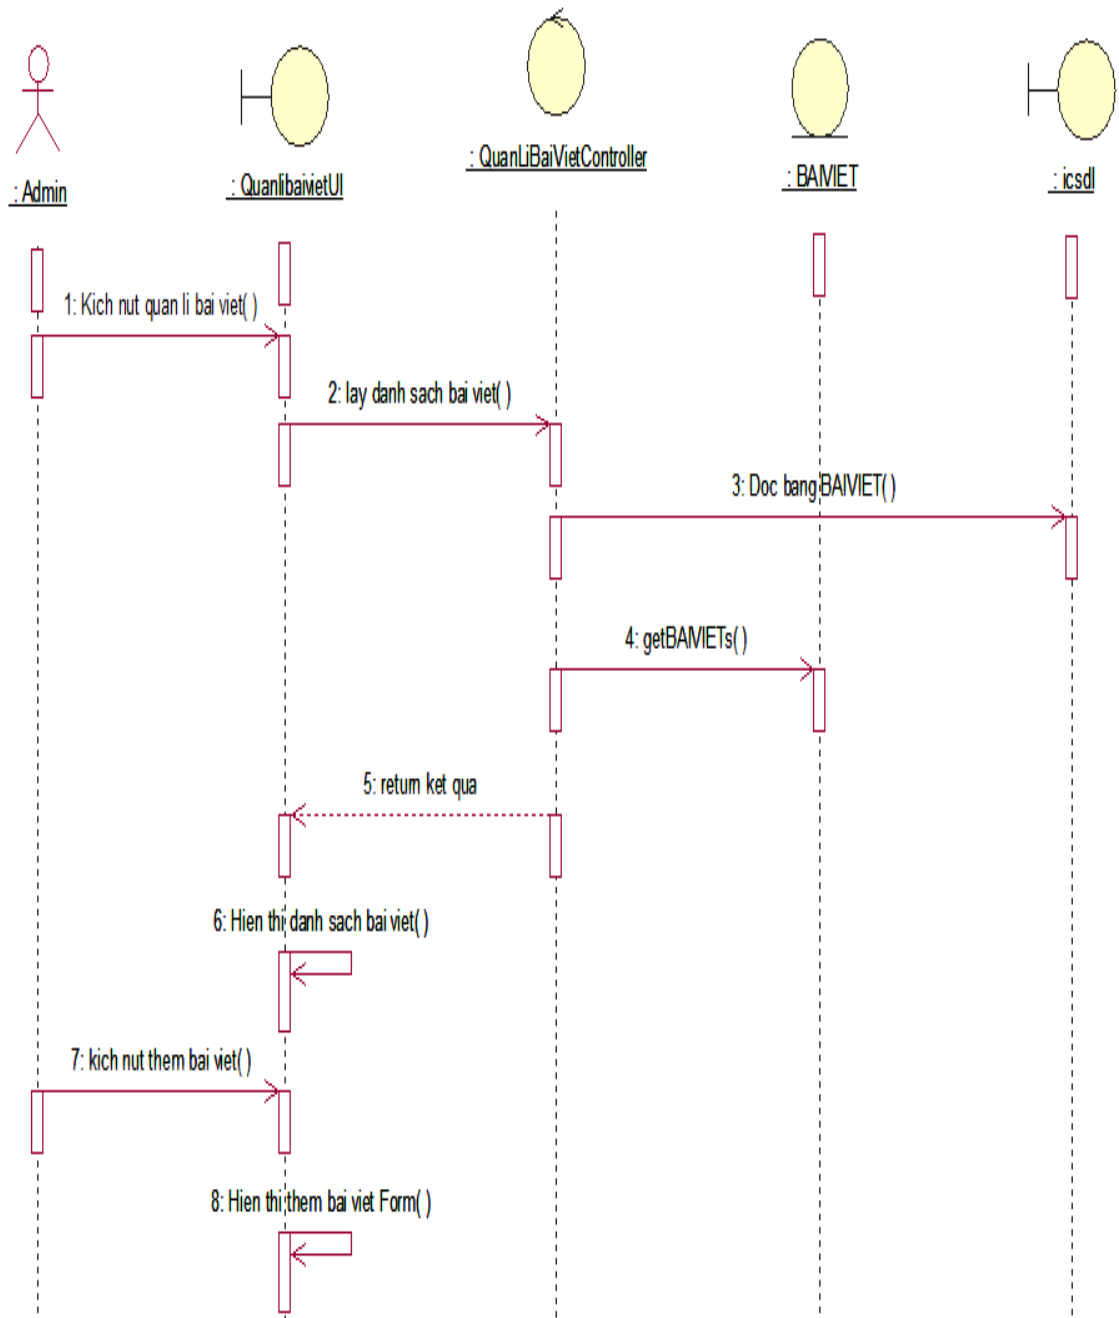 : Admin
: QuanlibaivietUI
: QuanLiBaiVietController
: BAIVIET
: icsdl
1: Kich nut quan li bai viet( )
2: lay danh sach bai viet( )
3: Doc bang BAIVIET( )
4: getBAIVIETs( )
5: return ket qua
6: Hien thi danh sach bai viet( )
7: kich nut them bai viet( )
8: Hien thi them bai viet Form( )